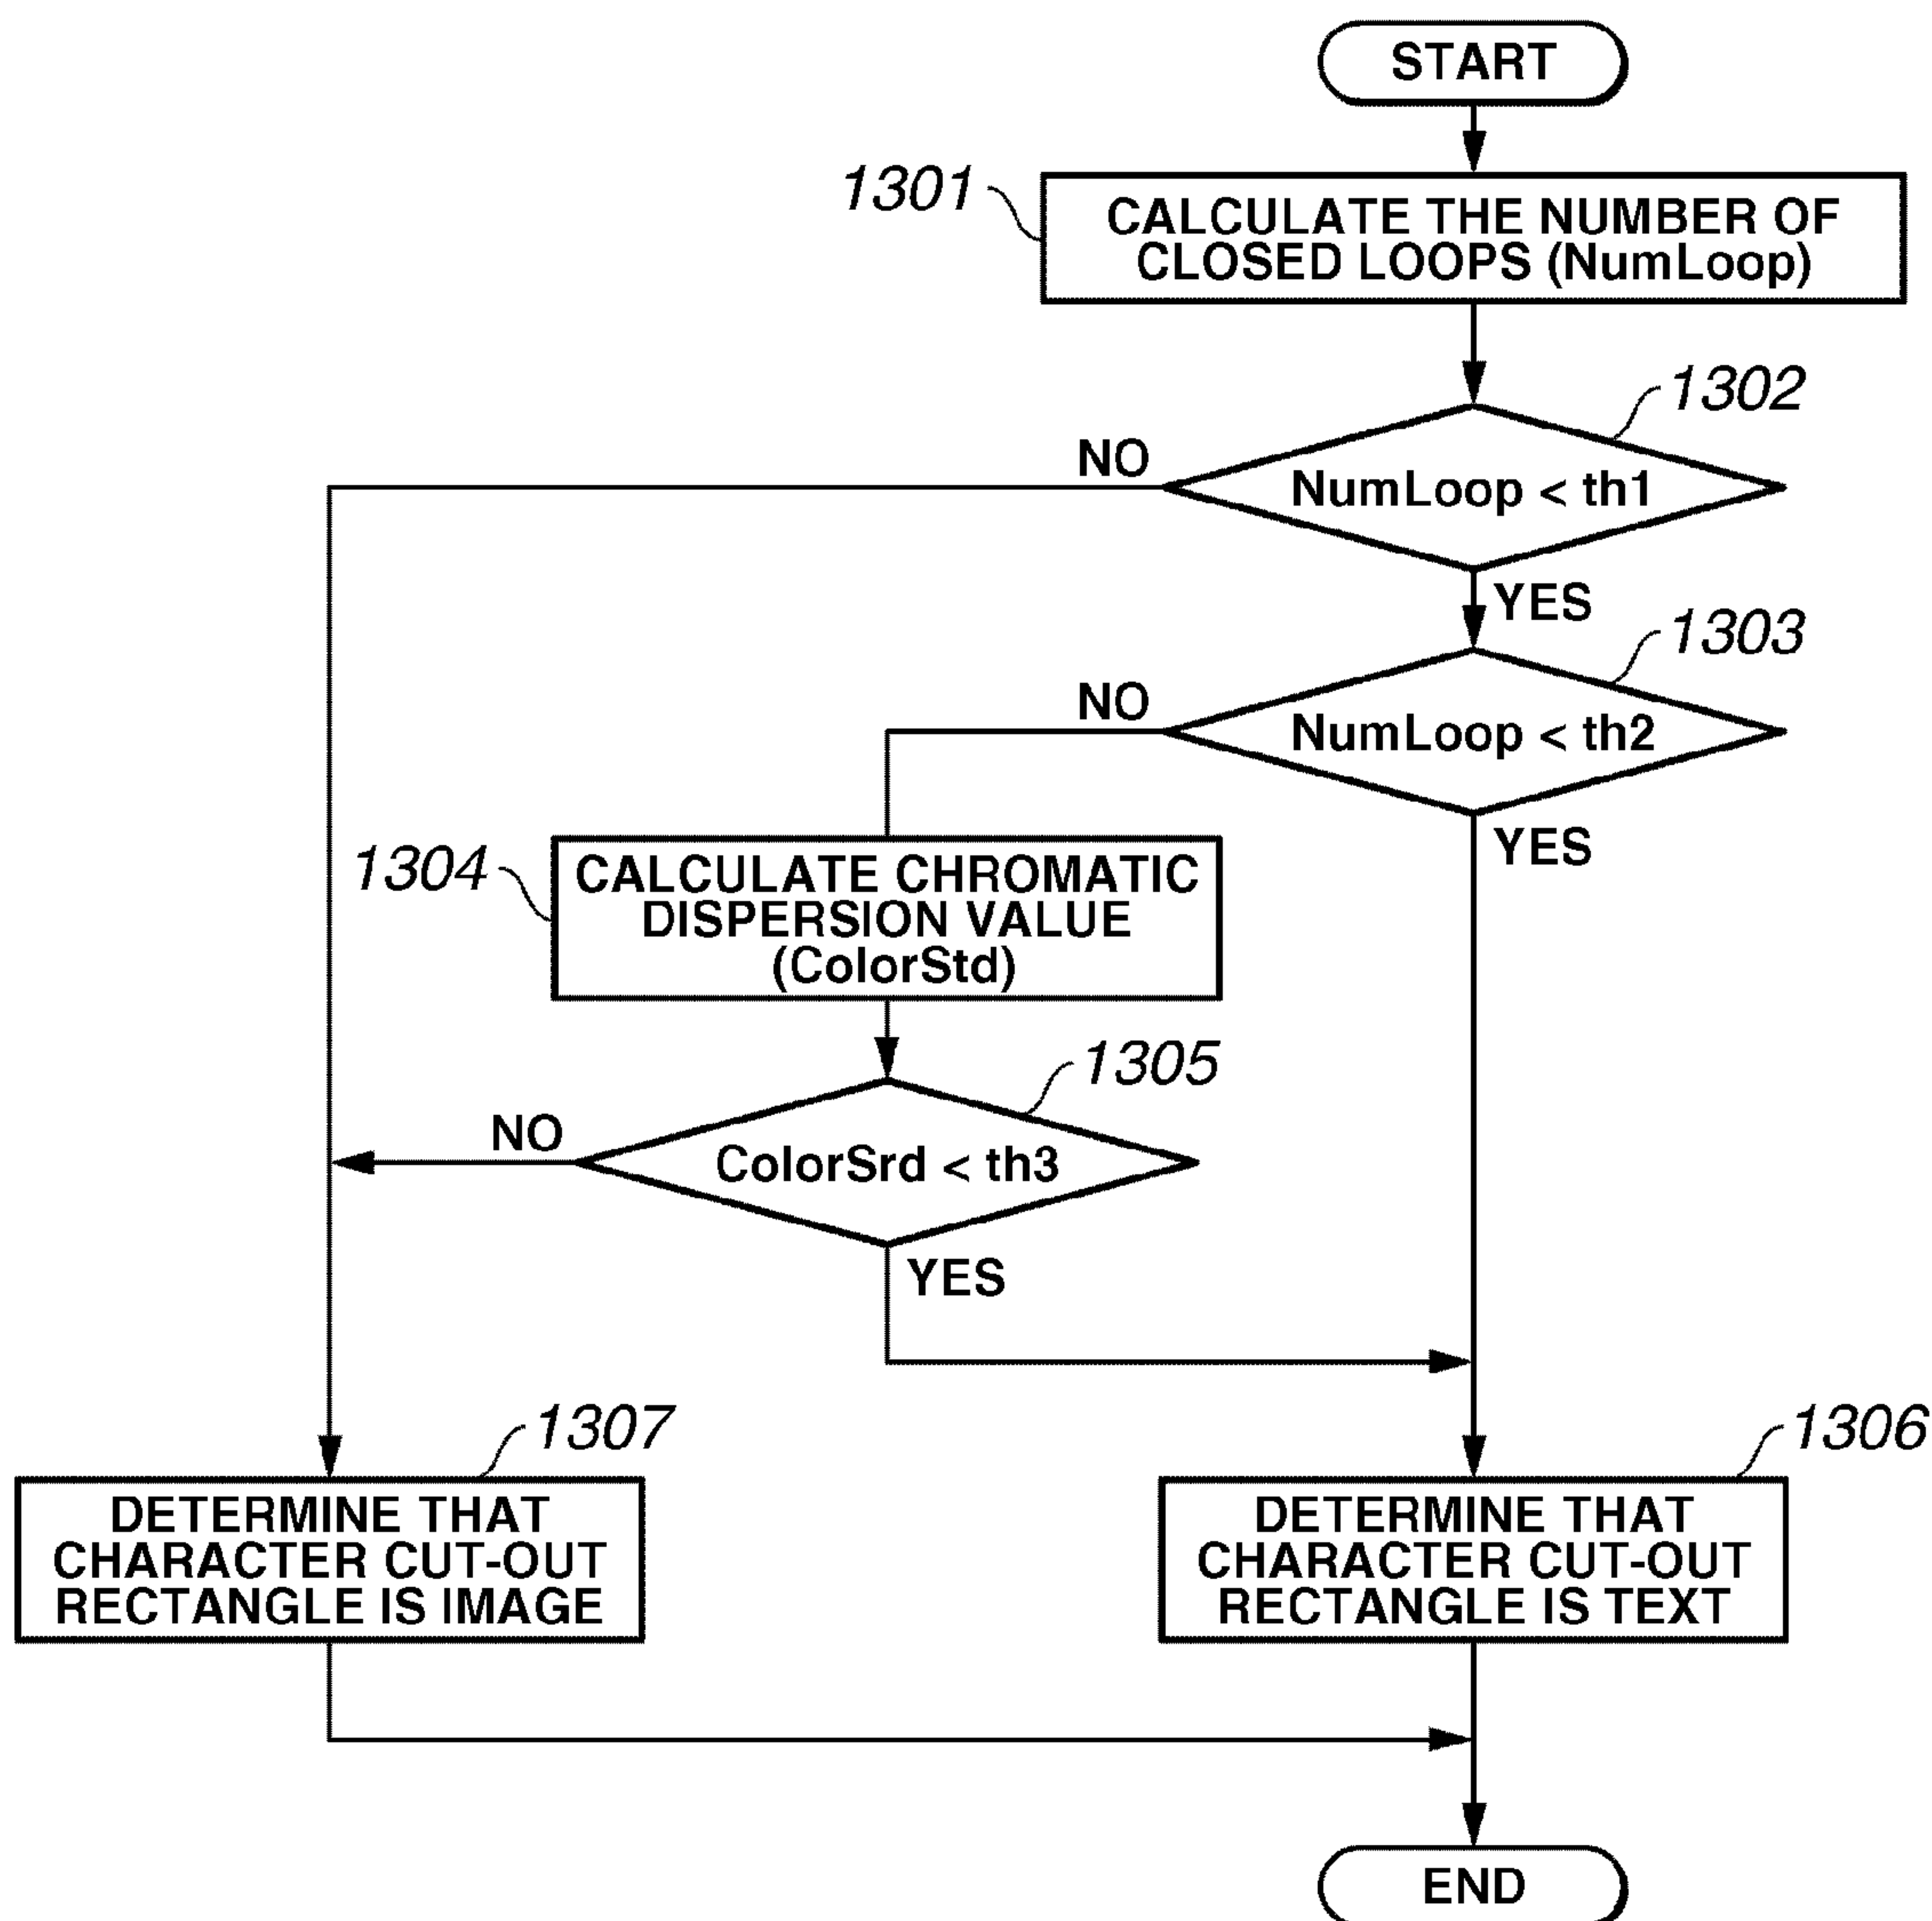 START
1301
CALCULATE THE NUMBER OF
CLOSED LOOPS (NumLoop)
1302
NO
NumLoop < th1
YES
1303
NO
NumLoop < th2
YES
1304
CALCULATE CHROMATIC
DISPERSION VALUE
(ColorStd)
1305
NO
ColorSrd < th3
YES
1307
DETERMINE THAT
CHARACTER CUT-OUT
RECTANGLE IS IMAGE
1306
DETERMINE THAT
CHARACTER CUT-OUT
RECTANGLE IS TEXT
END